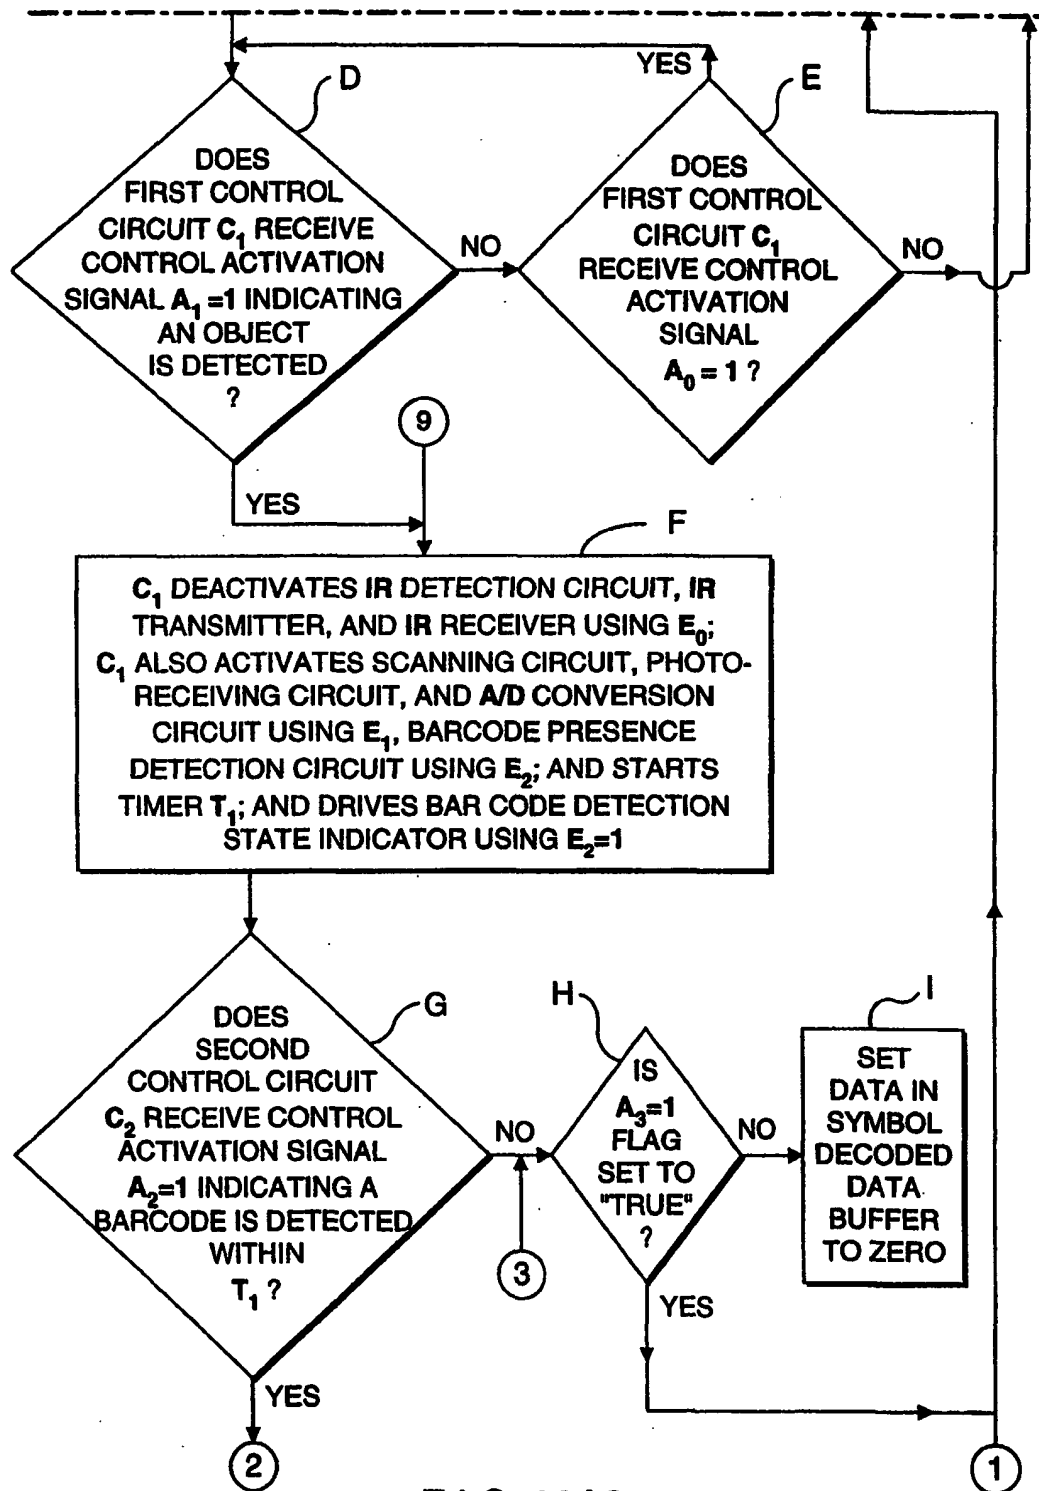 YES
D
E
DOES
FIRST CONTROL
CIRCUIT C₁ RECEIVE
CONTROL ACTIVATION
SIGNAL A₁ =1 INDICATING
AN OBJECT
IS DETECTED
?
NO
DOES
FIRST CONTROL
CIRCUIT C₁
RECEIVE CONTROL
ACTIVATION
SIGNAL
A₀ = 1 ?
NO
9
YES
F
C₁ DEACTIVATES IR DETECTION CIRCUIT, IR
TRANSMITTER, AND IR RECEIVER USING E₀;
C₁ ALSO ACTIVATES SCANNING CIRCUIT, PHOTO-
RECEIVING CIRCUIT, AND A/D CONVERSION
CIRCUIT USING E₁, BARCODE PRESENCE
DETECTION CIRCUIT USING E₂; AND STARTS
TIMER T₁; AND DRIVES BAR CODE DETECTION
STATE INDICATOR USING E₂=1
G
H
I
DOES
SECOND
CONTROL CIRCUIT
C₂ RECEIVE CONTROL
ACTIVATION SIGNAL
A₂=1 INDICATING A
BARCODE IS DETECTED
WITHIN
T₁ ?
NO
3
IS
A₃=1
FLAG
SET TO
"TRUE"
?
NO
SET
DATA IN
SYMBOL
DECODED
DATA
BUFFER
TO ZERO
YES
YES
2
1